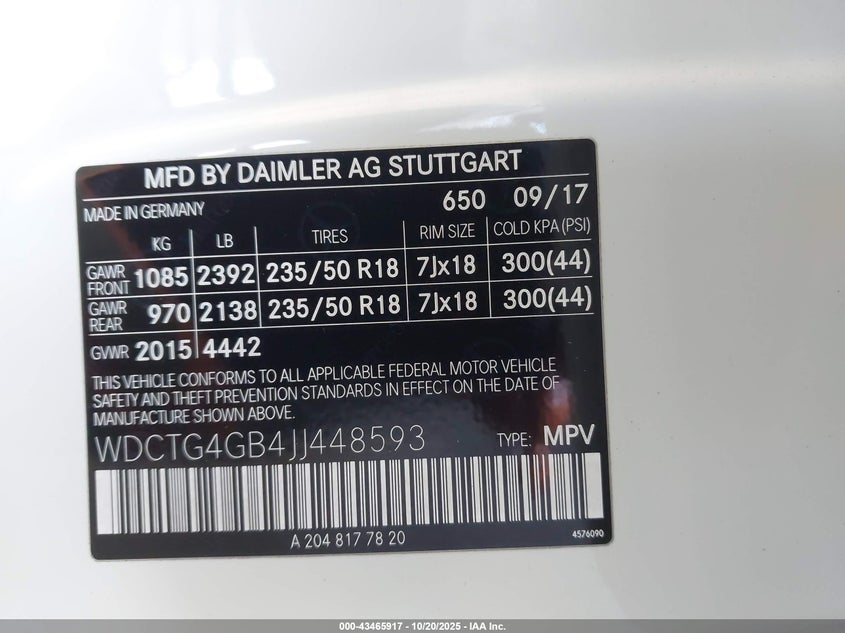 MFD BY DAIMLER AG STUTTGART
MADE IN GERMANY 650 09/17
KG LB TIRES RIM SIZE COLD KPA (PSI)
GAWR FRONT 1085 2392 235/50 R18 7Jx18 300(44)
GAWR REAR 970 2138 235/50 R18 7Jx18 300(44)
GVWR 2015 4442
THIS VEHICLE CONFORMS TO ALL APPLICABLE FEDERAL MOTOR VEHICLE
SAFETY AND THEFT PREVENTION STANDARDS IN EFFECT ON THE DATE OF
MANUFACTURE SHOWN ABOVE.
WDCTG4GB4JJ448593 TYPE: MPV
A 204 817 78 20 4576090
000-43465917 - 10/20/2025 - IAA Inc.